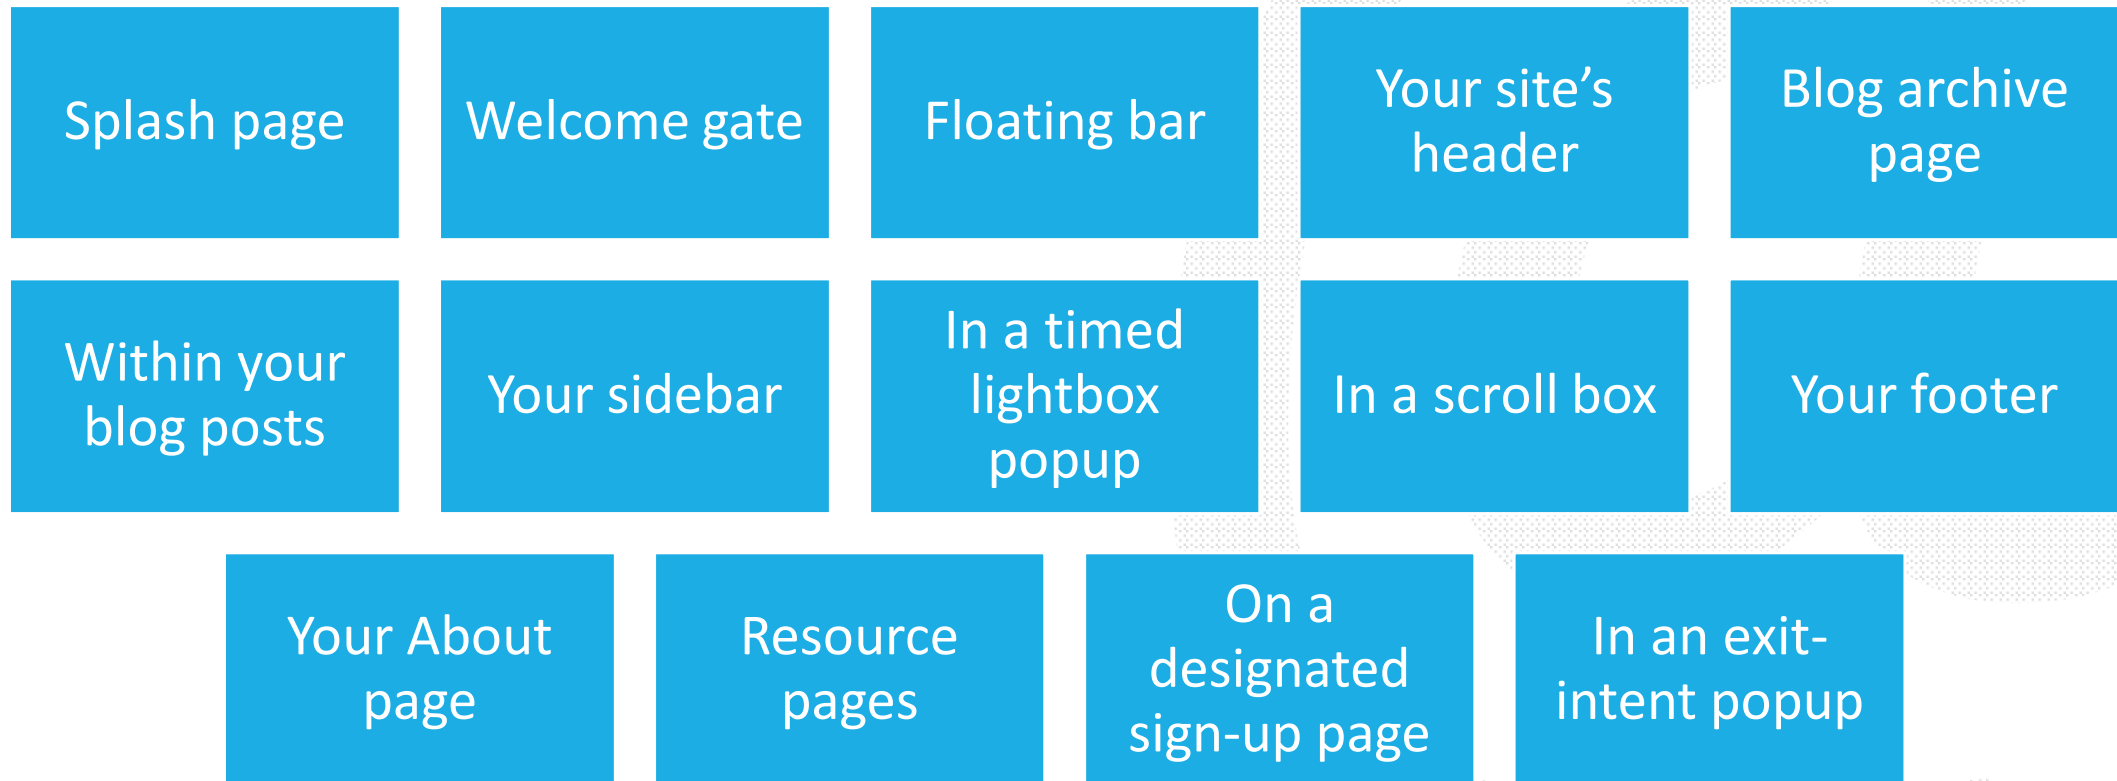 Splash page
Welcome gate
Floating bar
Your site’s
header
Blog archive
page
Within your
blog posts
Your sidebar
In a timed
lightbox
popup
In a scroll box
Your footer
Your About
page
Resource
pages
On a
designated
sign-up page
In an exit-
intent popup